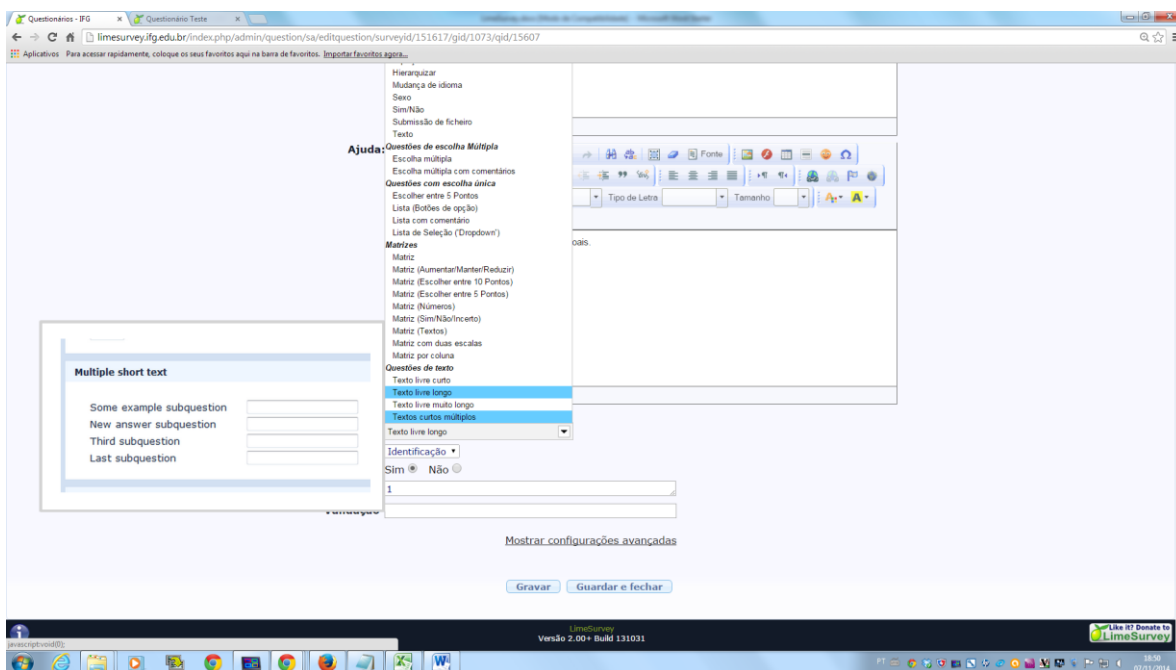 Questionários - IFG
Questionário Teste
limesurvey.ifg.edu.br/index.php/admin/question/sa/editquestion/surveyid/151617/gid/1073/qid/15607
Aplicativos Para acessar rapidamente, coloque os seus favoritos aqui na barra de favoritos. Importar favoritos agora...
Hierarquizar
Mudança de idioma
Sexo
Sim/Não
Submissão de ficheiro
Texto
Ajuda:
Questões de escolha Múltipla
Escolha múltipla
Escolha múltipla com comentários
Questões com escolha única
Escolher entre 5 Pontos
Lista (Botões de opção)
Lista com comentário
Lista de Seleção ('Dropdown')
Matrizes
Matriz
Matriz (Aumentar/Manter/Reduzir)
Matriz (Escolher entre 10 Pontos)
Matriz (Escolher entre 5 Pontos)
Matriz (Números)
Matriz (Sim/Não/Incerto)
Matriz (Textos)
Matriz com duas escalas
Matriz por coluna
Questões de texto
Texto livre curto
Texto livre longo
Texto livre muito longo
Textos curtos múltiplos
Texto livre longo
Fonte
Tipo de Letra
Tamanho
oais.
Multiple short text
Some example subquestion
New answer subquestion
Third subquestion
Last subquestion
Identificação
Sim Não
1
Mostrar configurações avançadas
Gravar Guardar e fechar
LimeSurvey
Versão 2.00+ Build 131031
Like it? Donate to
LimeSurvey
javascript:void(0);
PT
18:50
07/01/2014